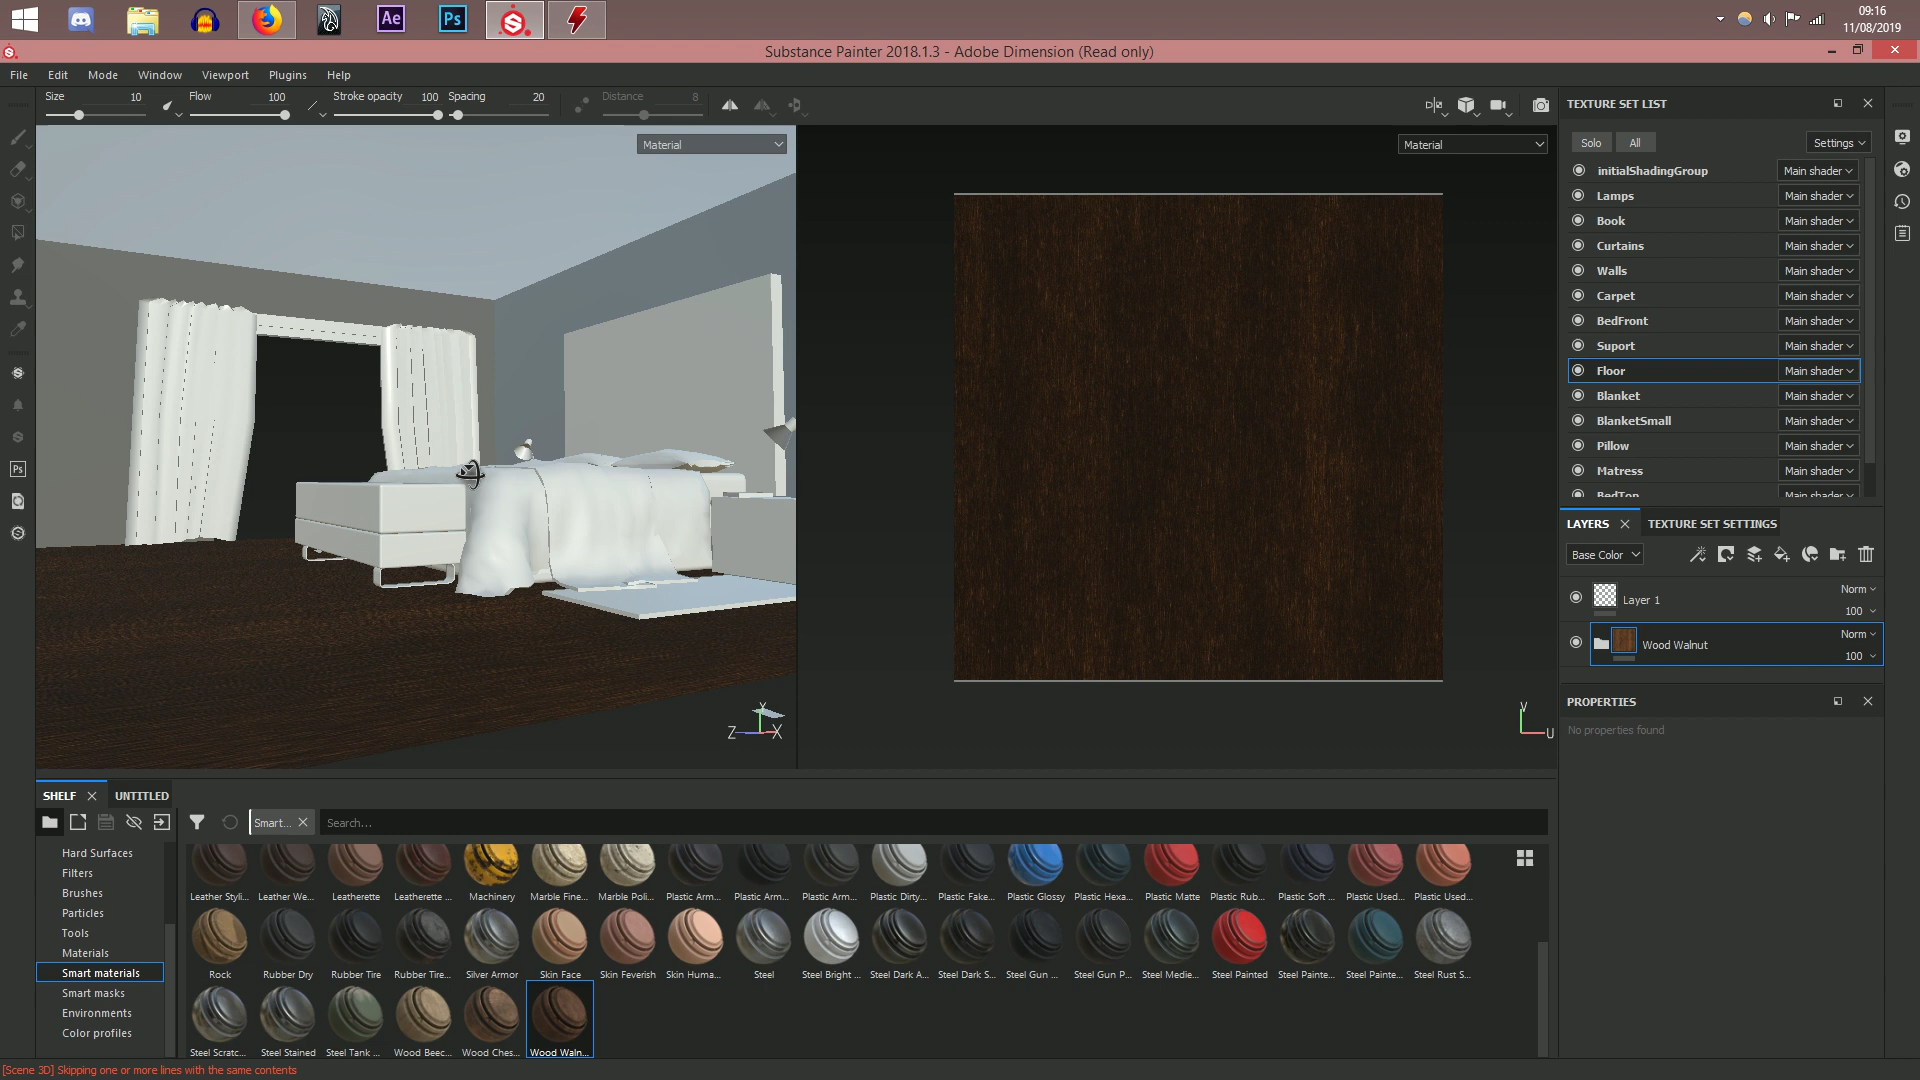 09:16
11/08/2019
Ae
Ps
Substance Painter 2018.1.3 - Adobe Dimension (Read only)
File Edit Mode Window Viewport Plugins Help
Size 10 Flow 100 Stroke opacity 100 Spacing 20 Distance 8
Material
Material
Z Y X
V U
Ps
TEXTURE SET LIST
Solo All Settings
initialShadingGroup Main shader
Lamps Main shader
Book Main shader
Curtains Main shader
Walls Main shader
Carpet Main shader
BedFront Main shader
Suport Main shader
Floor Main shader
Blanket Main shader
BlanketSmall Main shader
Pillow Main shader
Matress Main shader
BedTop Main shader
LAYERS TEXTURE SET SETTINGS
Base Color
Layer 1 Norm 100
Wood Walnut Norm 100
PROPERTIES
No properties found
SHELF UNTITLED
Smart... Search...
Hard Surfaces
Filters
Brushes
Particles
Tools
Materials
Smart materials
Smart masks
Environments
Color profiles
Leather Styli... Leather We... Leatherette Leatherette ... Machinery Marble Fine... Marble Poli... Plastic Arm... Plastic Arm... Plastic Arm... Plastic Dirty... Plastic Fake... Plastic Glossy Plastic Hexa... Plastic Matte Plastic Rub... Plastic Soft ... Plastic Used... Plastic Used...
Rock Rubber Dry Rubber Tire Rubber Tire... Silver Armor Skin Face Skin Feverish Skin Huma... Steel Steel Bright ... Steel Dark A... Steel Dark S... Steel Gun ... Steel Gun P... Steel Medie... Steel Painted Steel Painte... Steel Painte... Steel Rust S...
Steel Scratc... Steel Stained Steel Tank ... Wood Beec... Wood Ches... Wood Waln...
[Scene 3D] Skipping one or more lines with the same contents